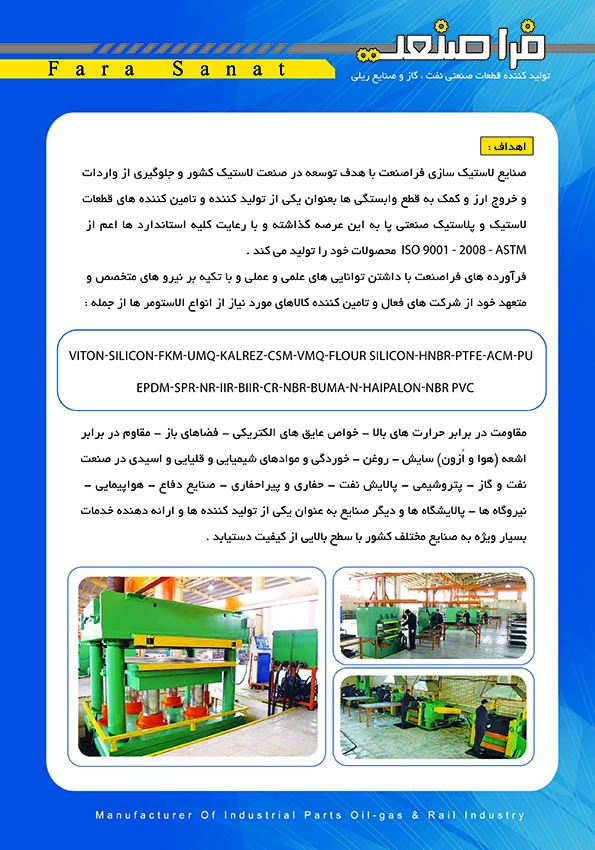 فراصنعت
Fara Sanat
تولید کننده قطعات صنعتی نفت ، گاز و صنایع ریلی
اهداف :
صنایع لاستیک سازی فراصنعت با هدف توسعه در صنعت لاستیک کشور و جلوگیری از واردات
و خروج ارز و کمک به قطع وابستگی ها بعنوان یکی از تولید کننده و تامین کننده های قطعات
لاستیک و پلاستیک صنعتی پا به این عرصه گذاشته و با رعایت کلیه استاندارد ها اعم از
ISO 9001 - 2008 - ASTM محصولات خود را تولید می کند .
فرآورده های فراصنعت با داشتن توانایی های علمی و عملی و با تکیه بر نیرو های متخصص و
متعهد خود از شرکت های فعال و تامین کننده کالاهای مورد نیاز از انواع الاستومر ها از جمله :
VITON-SILICON-FKM-UMQ-KALREZ-CSM-VMQ-FLOUR SILICON-HNBR-PTFE-ACM-PU
EPDM-SPR-NR-IIR-BIIR-CR-NBR-BUMA-N-HAIPALON-NBR PVC
مقاومت در برابر حرارت های بالا – خواص عایق های الکتریکی – فضاهای باز – مقاوم در برابر
اشعه (هوا و اُزون) سایش – روغن – خوردگی و موادهای شیمیایی و قلیایی و اسیدی در صنعت
نفت و گاز – پتروشیمی – پالایش نفت – حفاری و پیراحفاری – صنایع دفاع – هواپیمایی –
نیروگاه ها – پالایشگاه ها و دیگر صنایع به عنوان یکی از تولید کننده ها و ارائه دهنده خدمات
بسیار ویژه به صنایع مختلف کشور با سطح بالایی از کیفیت دستیابد .
Manufacturer Of Industrial Parts Oil-gas & Rail Industry